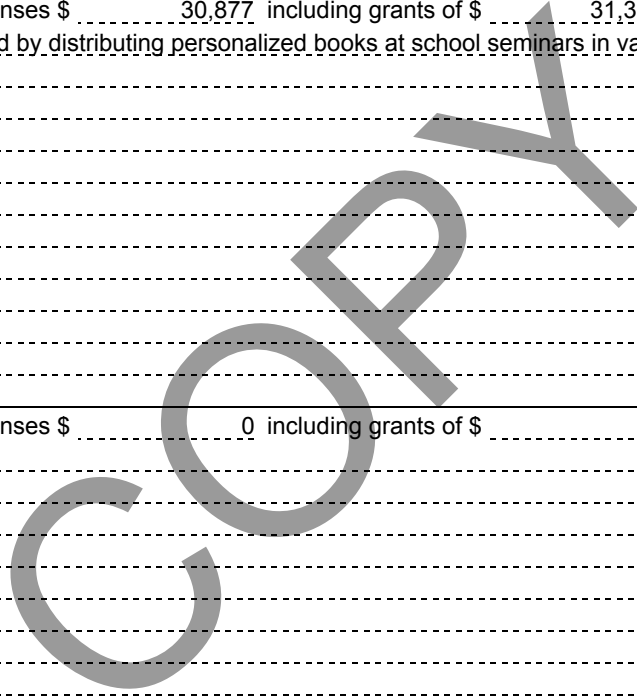 nses $ 30,877 including grants of $ 31,3
d by distributing personalized books at school seminars in va
nses $ 0 including grants of $
COPY